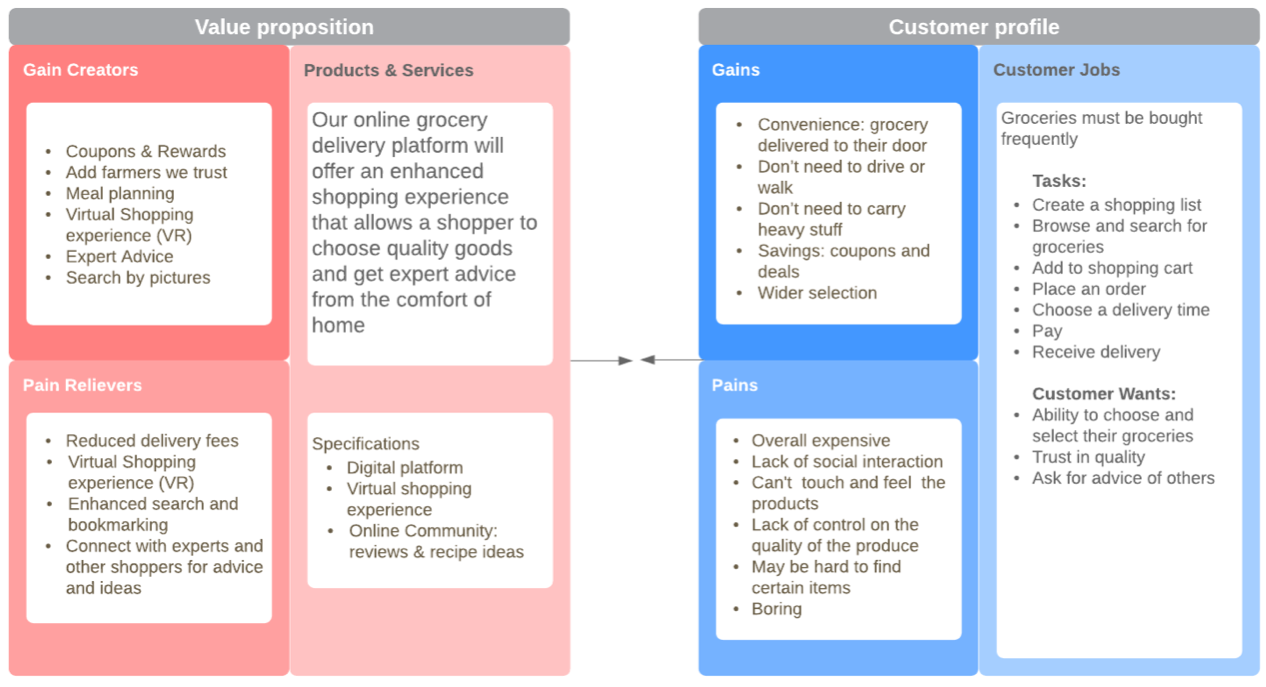 Value proposition
Gain Creators
• Coupons & Rewards
• Add farmers we trust
• Meal planning
• Virtual Shopping
experience (VR)
• Expert Advice
• Search by pictures
Products & Services
Our online grocery
delivery platform will
offer an enhanced
shopping experience
that allows a shopper to
choose quality goods
and get expert advice
from the comfort of
home
Pain Relievers
• Reduced delivery fees
• Virtual Shopping
experience (VR)
• Enhanced search and
bookmarking
• Connect with experts and
other shoppers for advice
and ideas
Specifications
• Digital platform
• Virtual shopping
experience
• Online Community:
reviews & recipe ideas
Customer profile
Gains
• Convenience: grocery
delivered to their door
• Don't need to drive or
walk
• Don't need to carry
heavy stuff
• Savings: coupons and
deals
• Wider selection
Pains
• Overall expensive
• Lack of social interaction
• Can't touch and feel the
products
• Lack of control on the
quality of the produce
• May be hard to find
certain items
• Boring
Customer Jobs
Groceries must be bought
frequently
Tasks:
• Create a shopping list
• Browse and search for
groceries
• Add to shopping cart
• Place an order
• Choose a delivery time
• Pay
• Receive delivery
Customer Wants:
• Ability to choose and
select their groceries
• Trust in quality
• Ask for advice of others